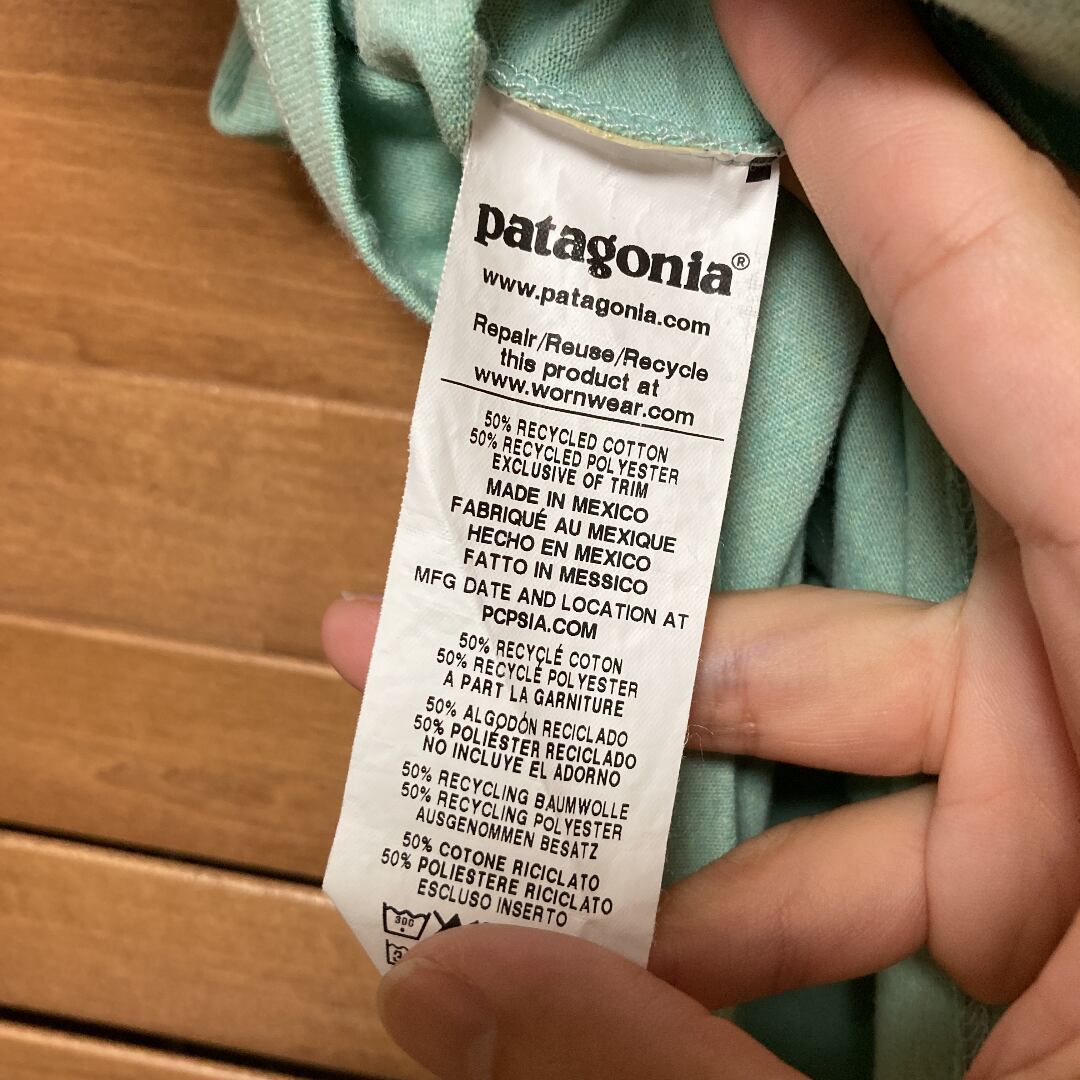 patagonia®
www.patagonia.com
Repair/Reuse/Recycle
this product at
www.wornwear.com
50% RECYCLED COTTON
50% RECYCLED POLYESTER
EXCLUSIVE OF TRIM
MADE IN MEXICO
FABRIQUÉ AU MEXIQUE
HECHO EN MEXICO
FATTO IN MESSICO
MFG DATE AND LOCATION AT
PCPSIA.COM
50% RECYCLÉ COTON
50% RECYCLÉ POLYESTER
A PART LA GARNITURE
50% ALGODÓN RECICLADO
50% POLIÉSTER RECICLADO
NO INCLUYE EL ADORNO
50% RECYCLING BAUMWOLLE
50% RECYCLING POLYESTER
AUSGENOMMEN BESATZ
50% COTONE RICICLATO
50% POLIESTERE RICICLATO
ESCLUSO INSERTO
30C